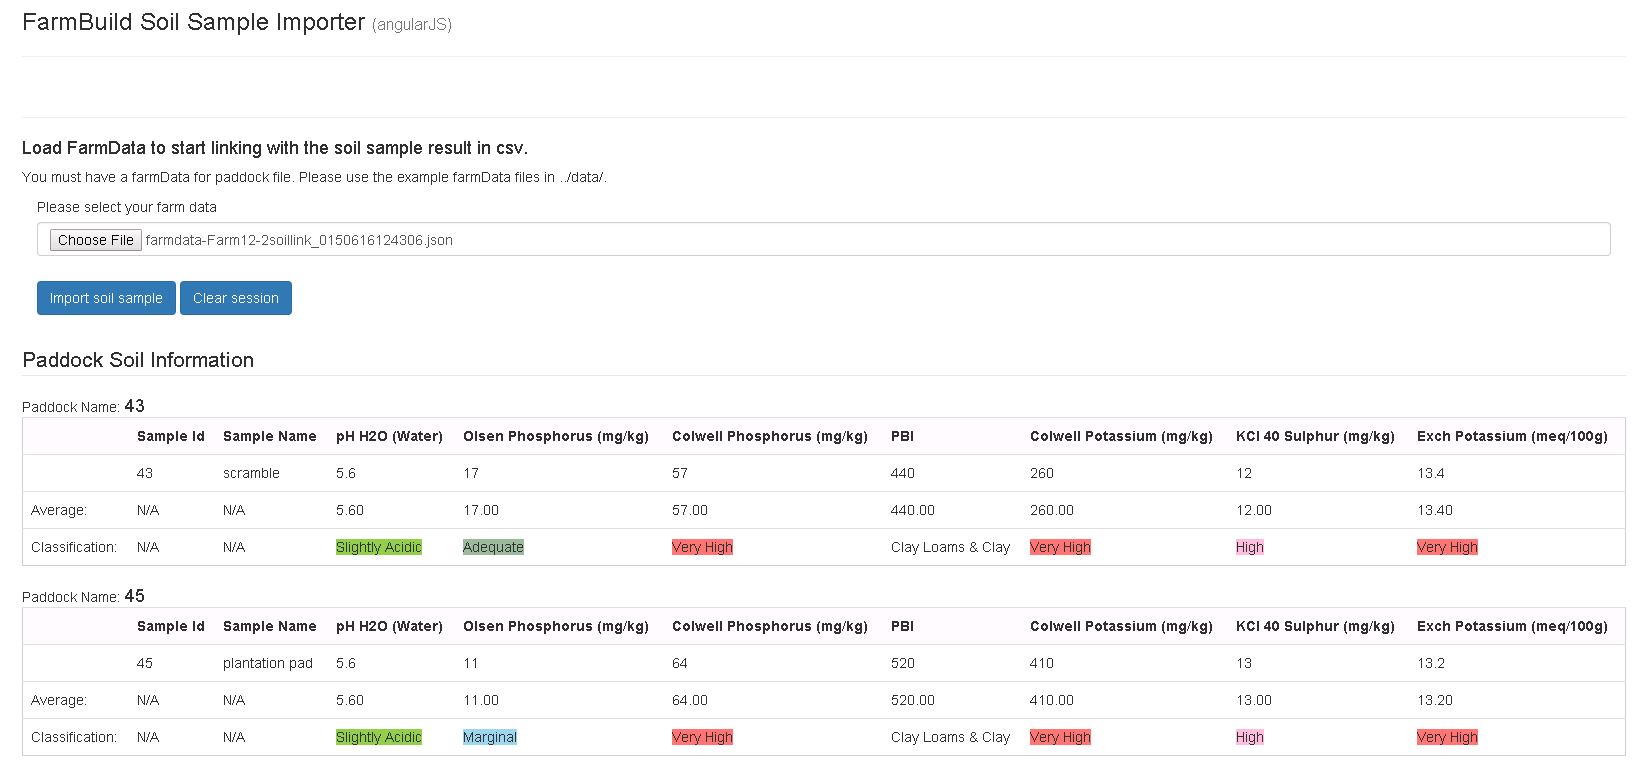 FarmBuild Soil Sample Importer (angularJS)
Load FarmData to start linking with the soil sample result in csv.
You must have a farmData for paddock file. Please use the example farmData files in ../data/.
Please select your farm data
Choose File farmdata-Farm12-2soillink_0150616124306.json
Import soil sample Clear session
Paddock Soil Information
Paddock Name: 43
Sample Id Sample Name pH H2O (Water) Olsen Phosphorus (mg/kg) Colwell Phosphorus (mg/kg) PBI Colwell Potassium (mg/kg) KCl 40 Sulphur (mg/kg) Exch Potassium (meq/100g)
43 scramble 5.6 17 57 440 260 12 13.4
Average: N/A N/A 5.60 17.00 57.00 440.00 260.00 12.00 13.40
Classification: N/A N/A Slightly Acidic Adequate Very High Clay Loams & Clay Very High High Very High
Paddock Name: 45
Sample Id Sample Name pH H2O (Water) Olsen Phosphorus (mg/kg) Colwell Phosphorus (mg/kg) PBI Colwell Potassium (mg/kg) KCl 40 Sulphur (mg/kg) Exch Potassium (meq/100g)
45 plantation pad 5.6 11 64 520 410 13 13.2
Average: N/A N/A 5.60 11.00 64.00 520.00 410.00 13.00 13.20
Classification: N/A N/A Slightly Acidic Marginal Very High Clay Loams & Clay Very High High Very High